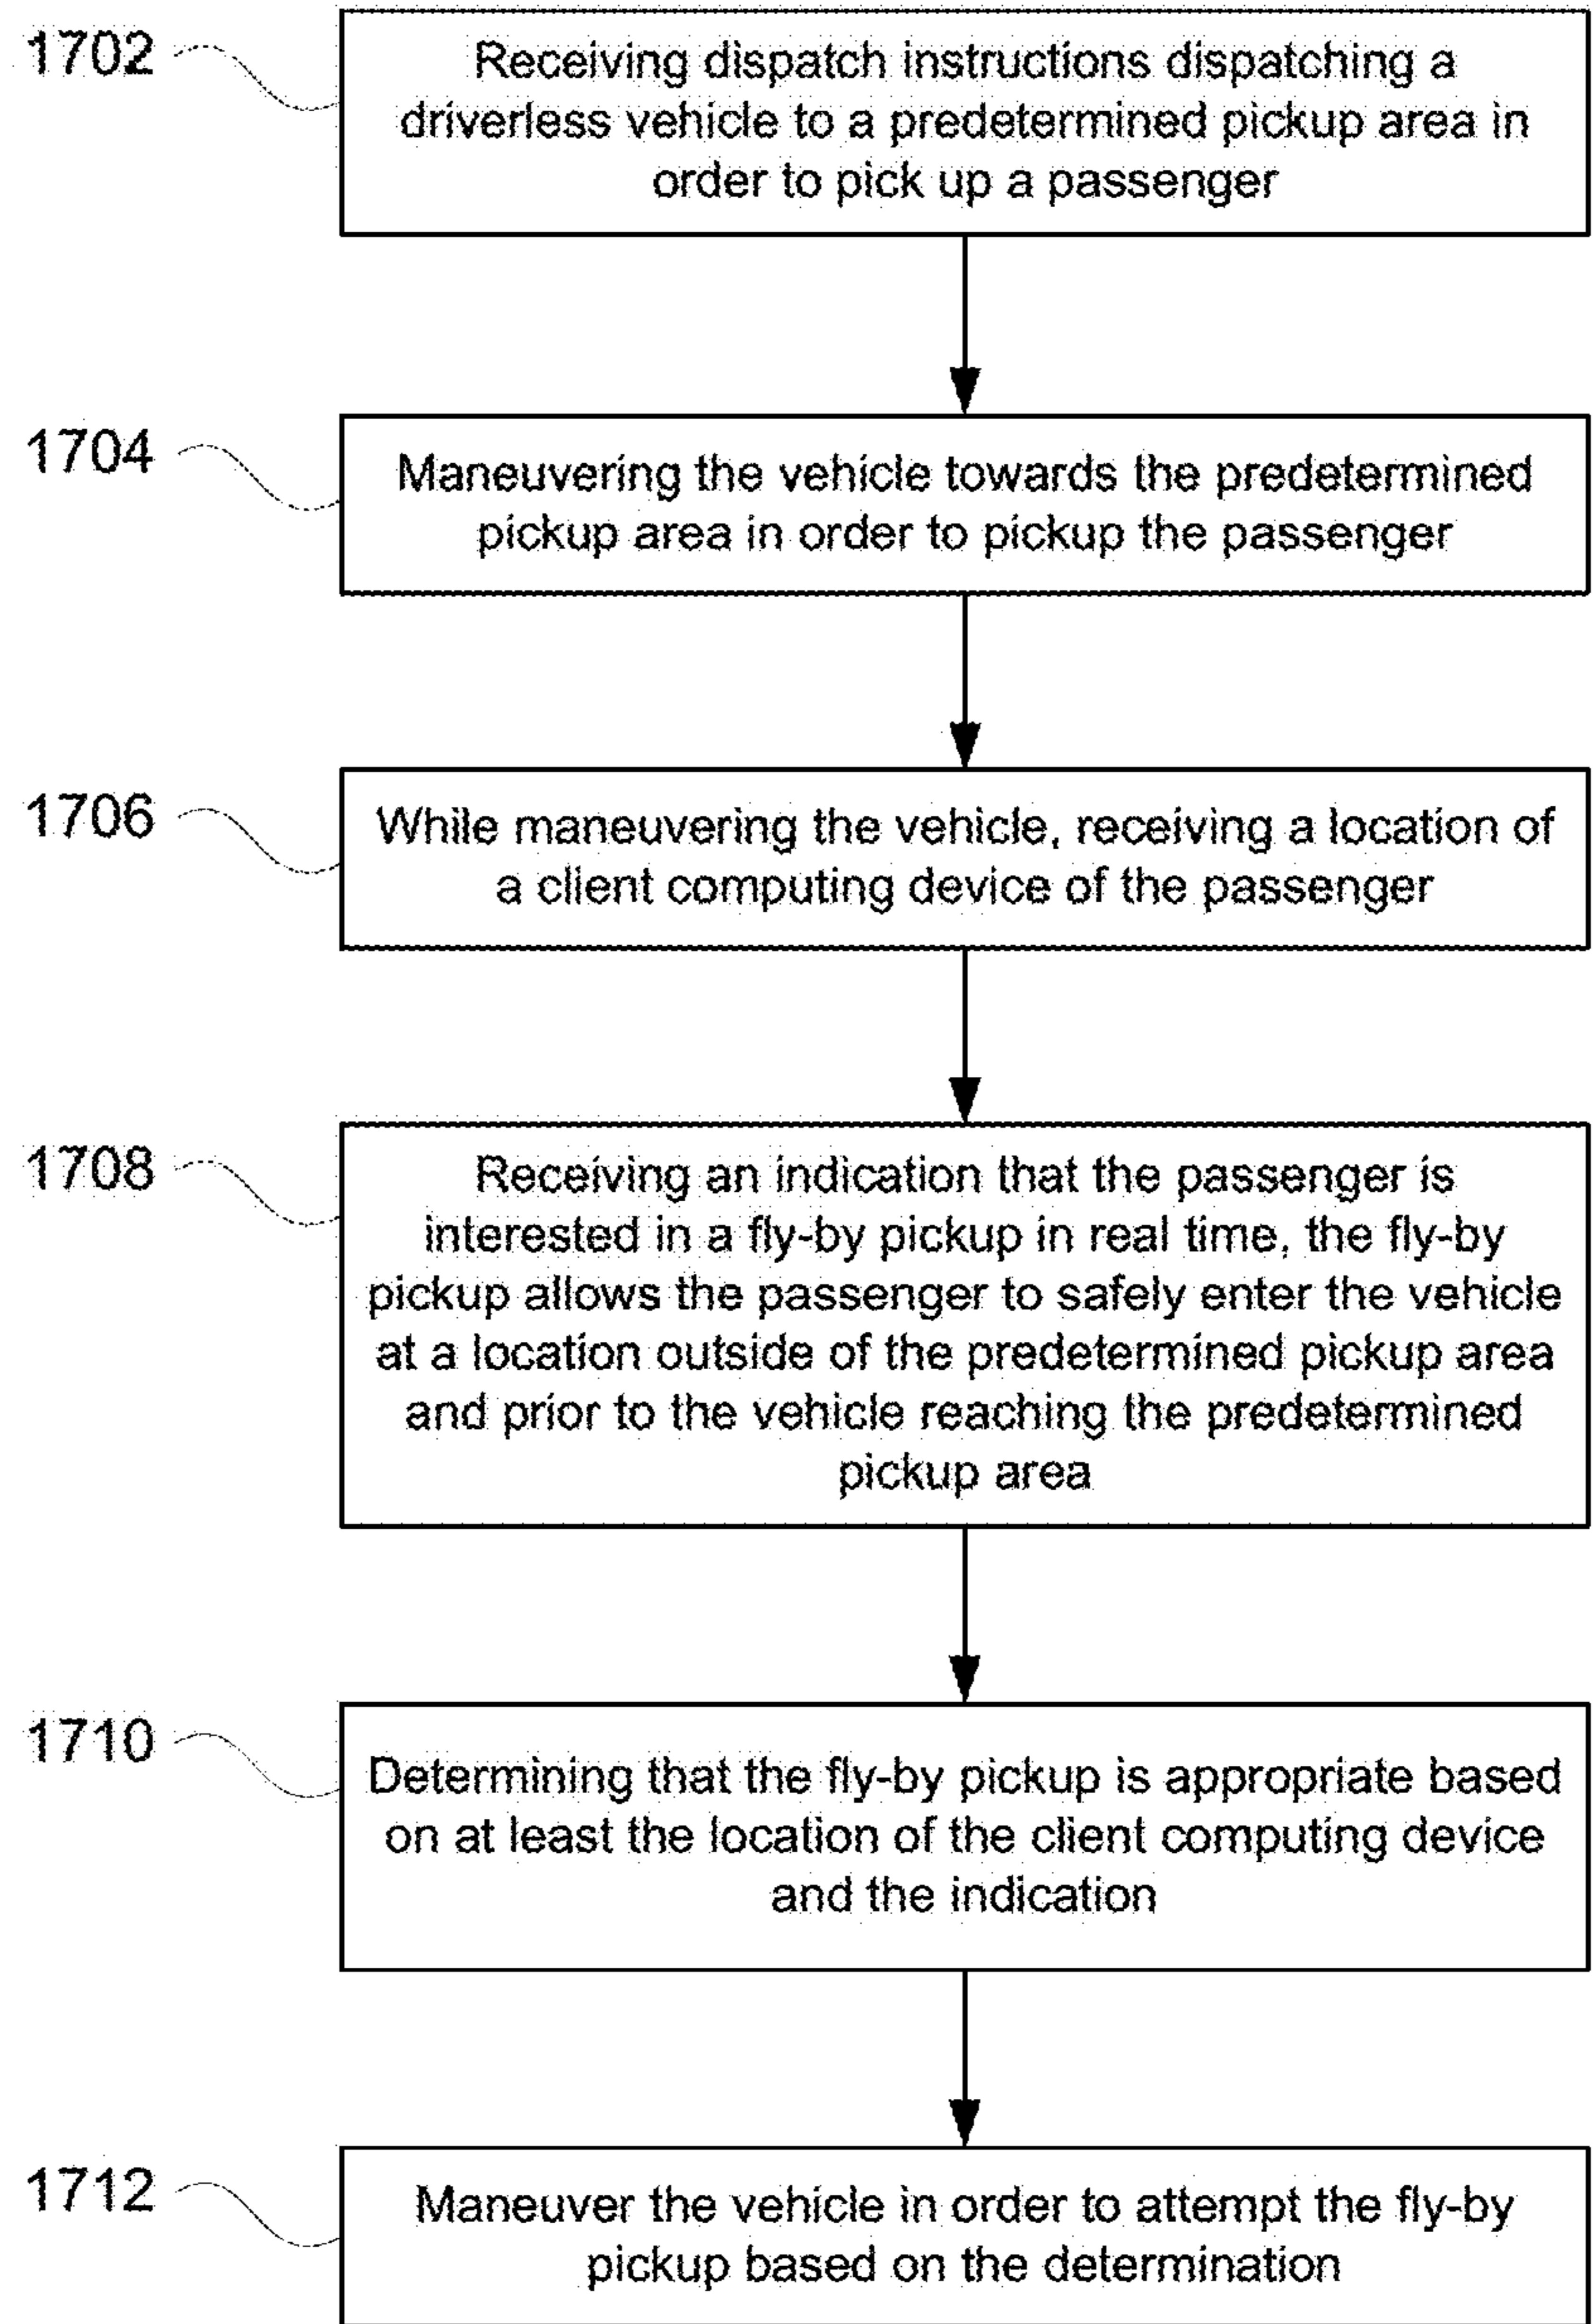 1702
Receiving dispatch instructions dispatching a
driverless vehicle to a predetermined pickup area in
order to pick up a passenger
1704
Maneuvering the vehicle towards the predetermined
pickup area in order to pickup the passenger
1706
While maneuvering the vehicle, receiving a location of
a client computing device of the passenger
1708
Receiving an indication that the passenger is
interested in a fly-by pickup in real time, the fly-by
pickup allows the passenger to safely enter the vehicle
at a location outside of the predetermined pickup area
and prior to the vehicle reaching the predetermined
pickup area
1710
Determining that the fly-by pickup is appropriate based
on at least the location of the client computing device
and the indication
1712
Maneuver the vehicle in order to attempt the fly-by
pickup based on the determination